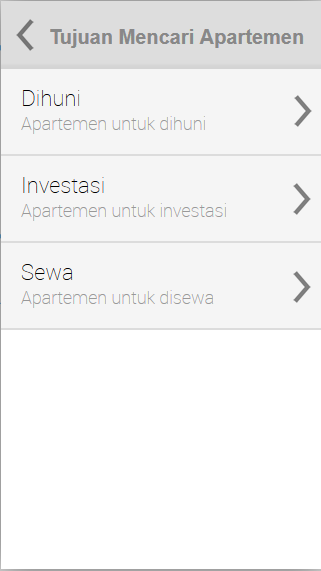 Tujuan Mencari Apartemen
Dihuni
Apartemen untuk dihuni
Investasi
Apartemen untuk investasi
Sewa
Apartemen untuk disewa